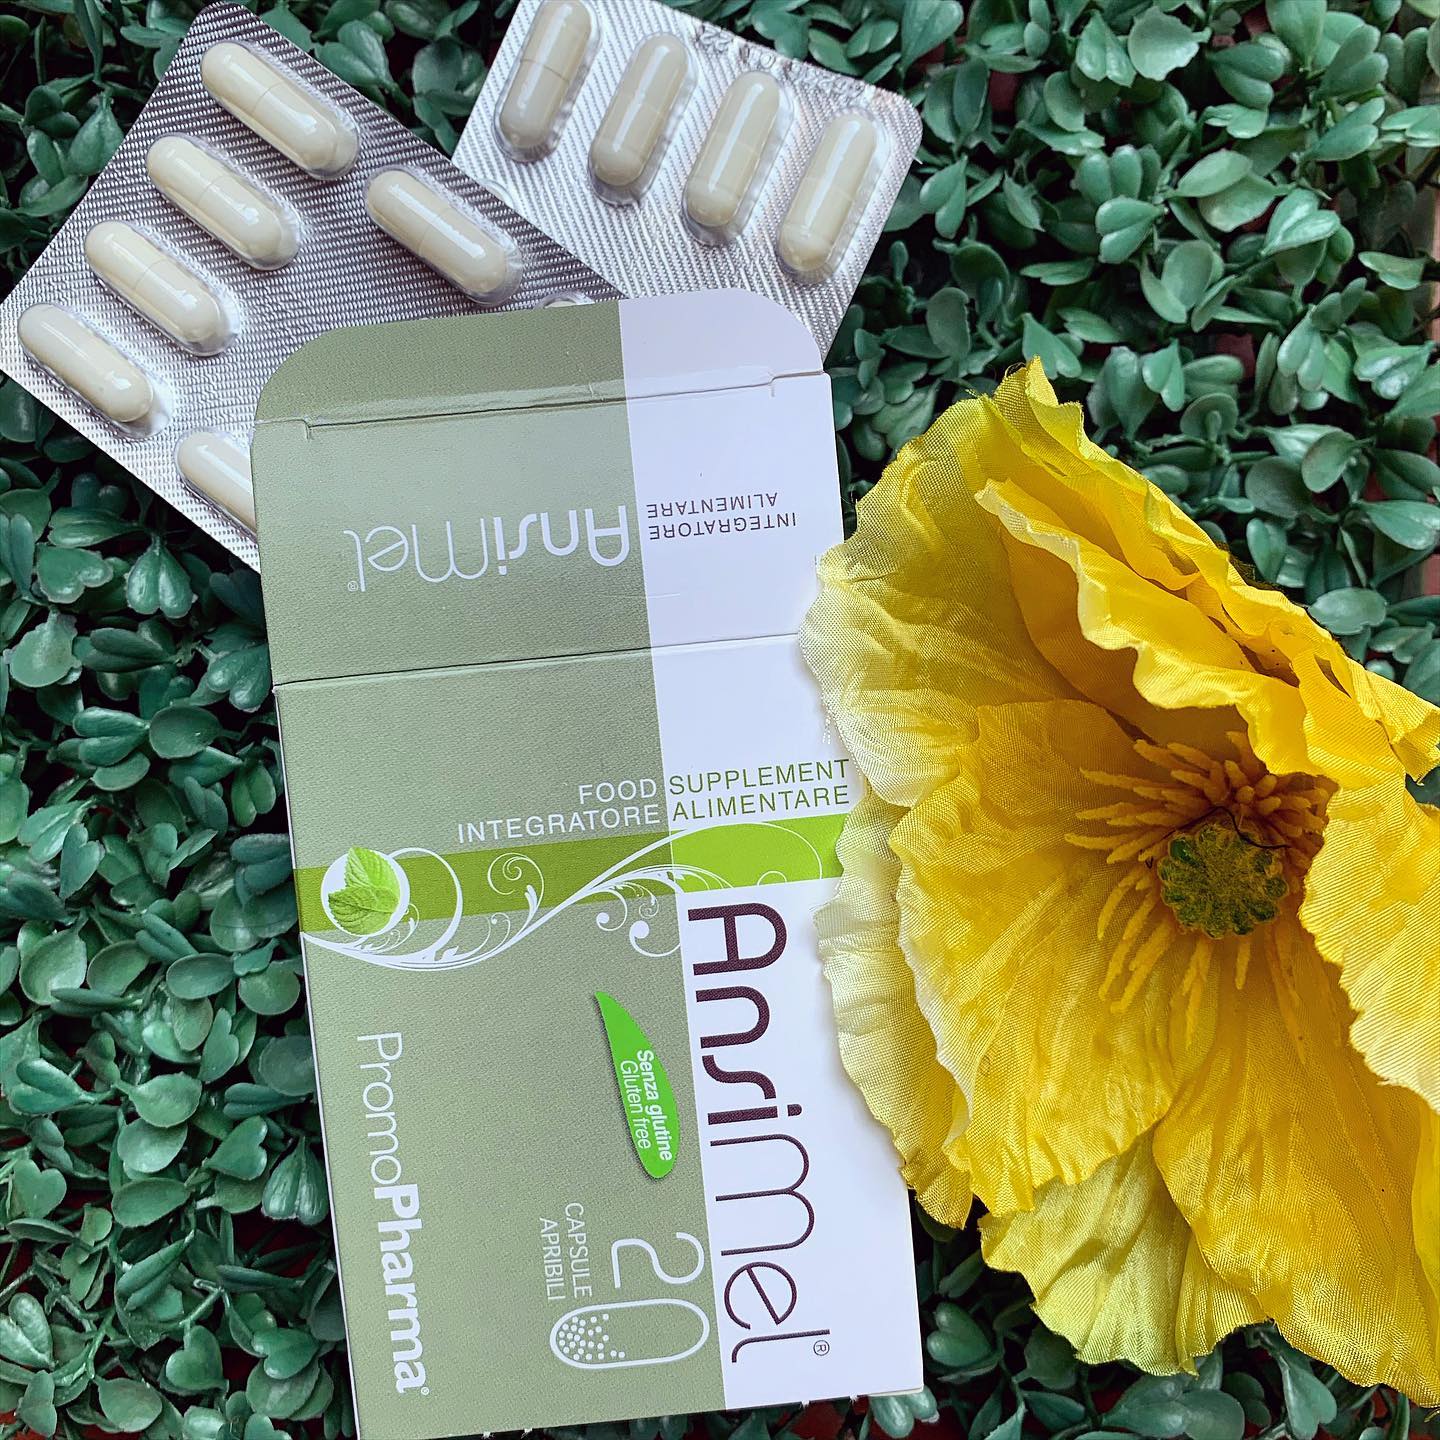 AnsiMel®
INTEGRATORE
ALIMENTARE
FOOD SUPPLEMENT
INTEGRATORE ALIMENTARE
AnsiMel®
Senza glutine
Gluten free
20
CAPSULE
APRIBILI
PromoPharma®